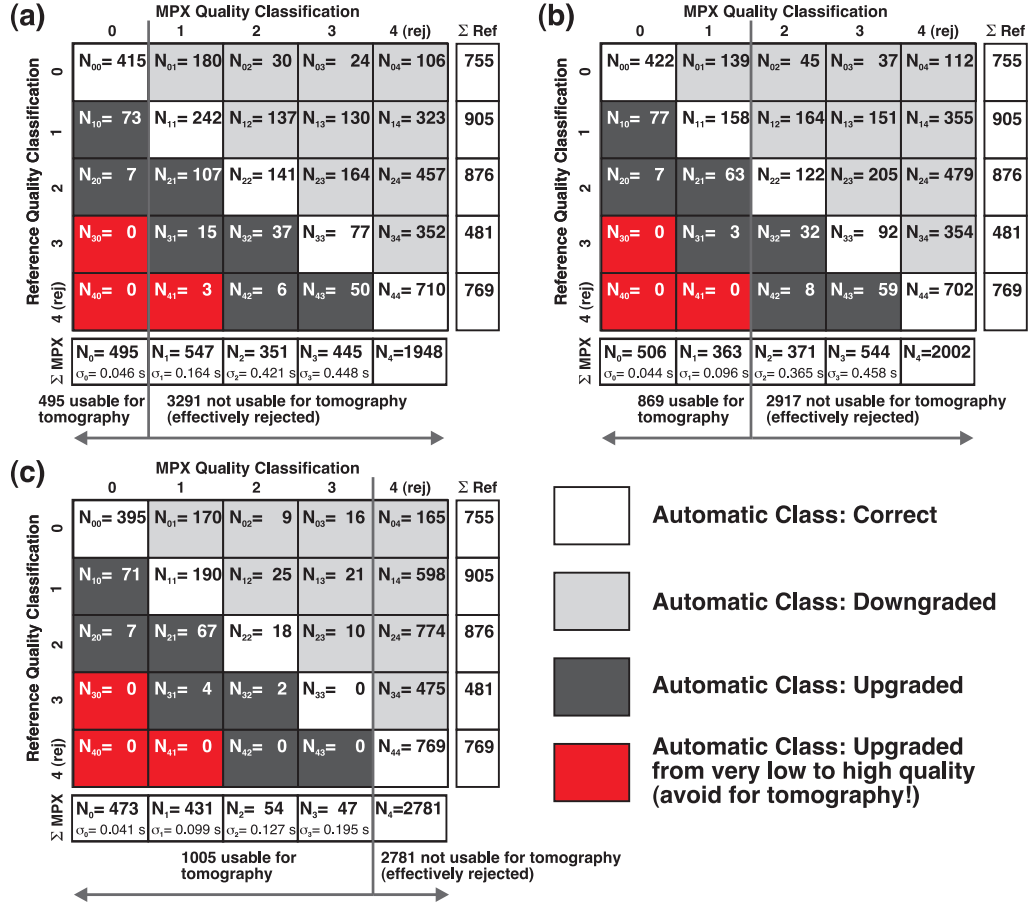 (a)
MPX Quality Classification
0 1 2 3 4 (rej) Σ Ref
Reference Quality Classification
0 N00= 415 N01= 180 N02= 30 N03= 24 N04= 106 755
1 N10= 73 N11= 242 N12= 137 N13= 130 N14= 323 905
2 N20= 7 N21= 107 N22= 141 N23= 164 N24= 457 876
3 N30= 0 N31= 15 N32= 37 N33= 77 N34= 352 481
4 (rej) N40= 0 N41= 3 N42= 6 N43= 50 N44= 710 769
Σ MPX N0= 495 N1= 547 N2= 351 N3= 445 N4=1948
σ0= 0.046 s σ1= 0.164 s σ2= 0.421 s σ3= 0.448 s
495 usable for
tomography
3291 not usable for tomography
(effectively rejected)
(b)
MPX Quality Classification
0 1 2 3 4 (rej) Σ Ref
Reference Quality Classification
0 N00= 422 N01= 139 N02= 45 N03= 37 N04= 112 755
1 N10= 77 N11= 158 N12= 164 N13= 151 N14= 355 905
2 N20= 7 N21= 63 N22= 122 N23= 205 N24= 479 876
3 N30= 0 N31= 3 N32= 32 N33= 92 N34= 354 481
4 (rej) N40= 0 N41= 0 N42= 8 N43= 59 N44= 702 769
Σ MPX N0= 506 N1= 363 N2= 371 N3= 544 N4=2002
σ0= 0.044 s σ1= 0.096 s σ2= 0.365 s σ3= 0.458 s
869 usable for
tomography
2917 not usable for tomography
(effectively rejected)
(c)
MPX Quality Classification
0 1 2 3 4 (rej) Σ Ref
Reference Quality Classification
0 N00= 395 N01= 170 N02= 9 N03= 16 N04= 165 755
1 N10= 71 N11= 190 N12= 25 N13= 21 N14= 598 905
2 N20= 7 N21= 67 N22= 18 N23= 10 N24= 774 876
3 N30= 0 N31= 4 N32= 2 N33= 0 N34= 475 481
4 (rej) N40= 0 N41= 0 N42= 0 N43= 0 N44= 769 769
Σ MPX N0= 473 N1= 431 N2= 54 N3= 47 N4=2781
σ0= 0.041 s σ1= 0.099 s σ2= 0.127 s σ3= 0.195 s
1005 usable for
tomography
2781 not usable for tomography
(effectively rejected)
Automatic Class: Correct
Automatic Class: Downgraded
Automatic Class: Upgraded
Automatic Class: Upgraded
from very low to high quality
(avoid for tomography!)